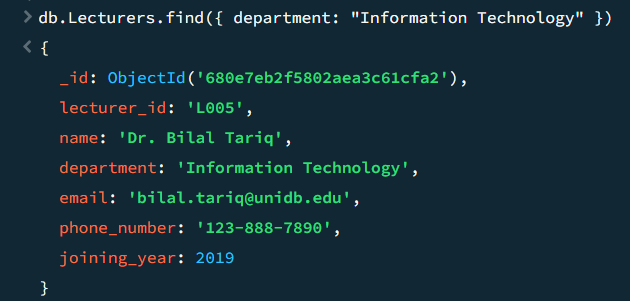 > db.Lecturers.find({ department: "Information Technology" })
< {
_id: ObjectId('680e7eb2f5802aea3c61cfa2'),
lecturer_id: 'L005',
name: 'Dr. Bilal Tariq',
department: 'Information Technology',
email: 'bilal.tariq@unidb.edu',
phone_number: '123-888-7890',
joining_year: 2019
}